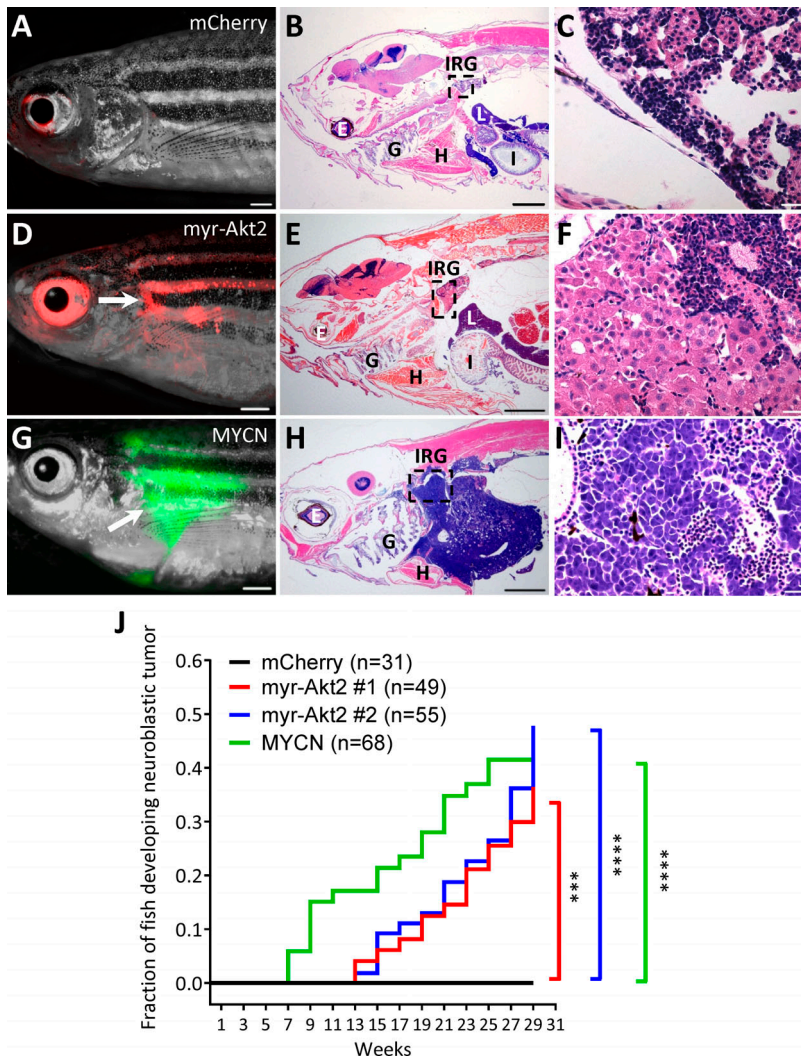 A
mCherry
B
IRG
E
L
G
H
I
C
D
myr-Akt2
E
IRG
E
L
G
H
I
F
G
MYCN
H
IRG
E
G
H
I
J
Fraction of fish developing neuroblastic tumor
0.6
0.5
0.4
0.3
0.2
0.1
0.0
mCherry (n=31)
myr-Akt2 #1 (n=49)
myr-Akt2 #2 (n=55)
MYCN (n=68)
***
****
****
1 3 5 7 9 11 13 15 17 19 21 23 25 27 29 31
Weeks